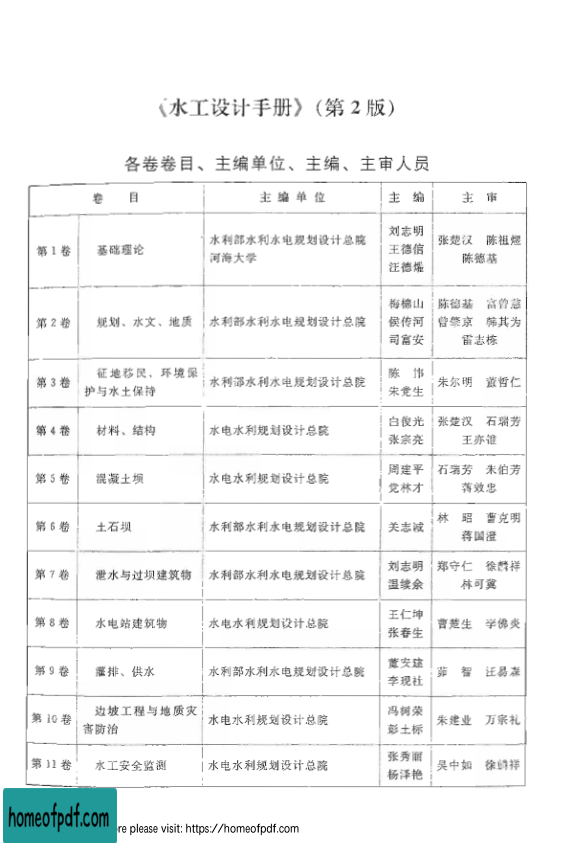 《水工设计手册》（第 2 版）
各卷卷目、主编单位、主编、主审人员
卷 目 主 编 单 位 主 编 主 审
第 1 卷 基础理论 水利部水利水电规划设计总院 河海大学 刘志明 王德信 汪德爟 张楚汉 陈祖煜 陈德基
第 2 卷 规划、水文、地质 水利部水利水电规划设计总院 梅锦山 侯传河 司富安 陈德基 富曾慈 曾肇京 韩其为 雷志栋
第 3 卷 征地移民、环境保 护与水土保持 水利部水利水电规划设计总院 陈 伟 朱党生 朱尔明 董哲仁
第 4 卷 材料、结构 水电水利规划设计总院 白俊光 张宗亮 张楚汉 石瑞芳 王亦锥
第 5 卷 混凝土坝 水电水利规划设计总院 周建平 党林才 石瑞芳 朱伯芳 蒋效忠
第 6 卷 土石坝 水利部水利水电规划设计总院 关志诚 林 昭 曹克明 蒋国澄
第 7 卷 泄水与过坝建筑物 水利部水利水电规划设计总院 刘志明 温续余 郑守仁 徐麟祥 林可冀
第 8 卷 水电站建筑物 水电水利规划设计总院 王仁坤 张春生 曹楚生 李佛炎
第 9 卷 灌排、供水 水利部水利水电规划设计总院 董安建 李现社 茆 智 汪易森
第 10 卷 边坡工程与地质灾 害防治 水电水利规划设计总院 冯树荣 彭土标 朱建业 万宗礼
第 11 卷 水工安全监测 水电水利规划设计总院 张秀丽 杨泽艳 吴中如 徐麟祥
homeofpdf.com
re please visit: https://homeofpdf.com